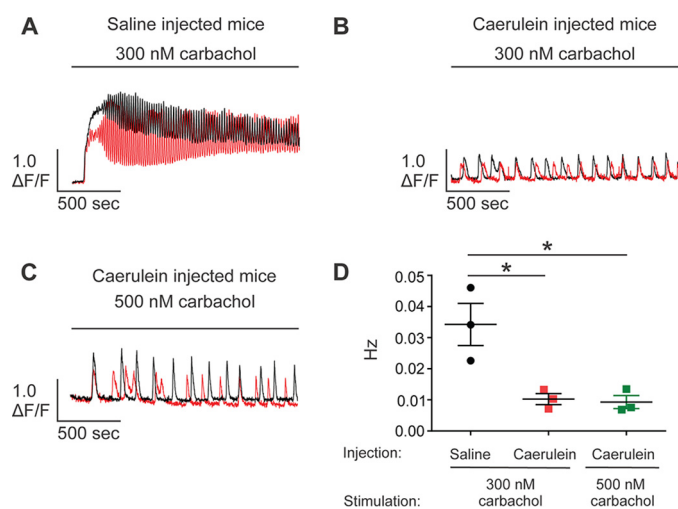 A
Saline injected mice
300 nM carbachol
1.0
ΔF/F
500 sec
B
Caerulein injected mice
300 nM carbachol
1.0
ΔF/F
500 sec
C
Caerulein injected mice
500 nM carbachol
1.0
ΔF/F
500 sec
D
*
*
0.05
0.04
0.03
0.02
0.01
0.00
Hz
Injection: Saline Caerulein Caerulein
Stimulation: 300 nM 500 nM
carbachol carbachol